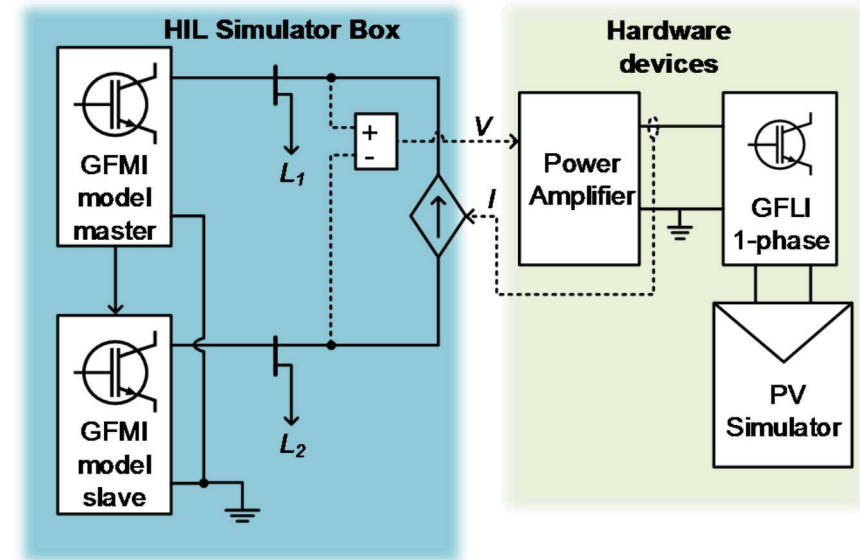 HIL Simulator Box
GFMI
model
master
L1
+
-
V
I
GFMI
model
slave
L2
Hardware
devices
Power
Amplifier
GFLI
1-phase
PV
Simulator